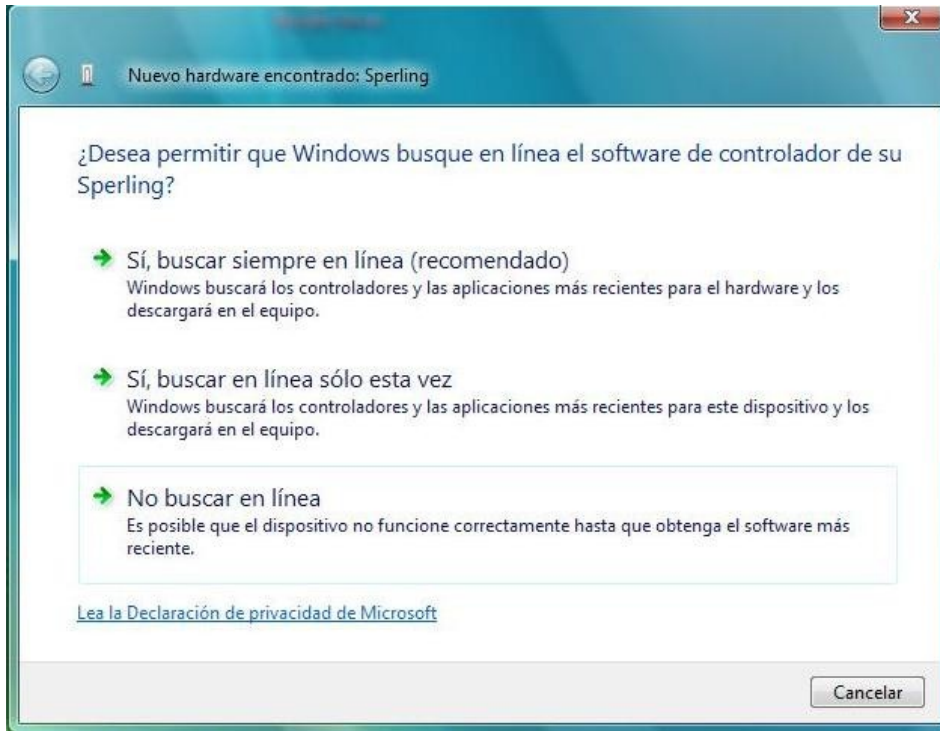 Nuevo hardware encontrado: Sperling
¿Desea permitir que Windows busque en línea el software de controlador de su
Sperling?
Sí, buscar siempre en línea (recomendado)
Windows buscará los controladores y las aplicaciones más recientes para el hardware y los
descargará en el equipo.
Sí, buscar en línea sólo esta vez
Windows buscará los controladores y las aplicaciones más recientes para este dispositivo y los
descargará en el equipo.
No buscar en línea
Es posible que el dispositivo no funcione correctamente hasta que obtenga el software más
reciente.
Lea la Declaración de privacidad de Microsoft
Cancelar